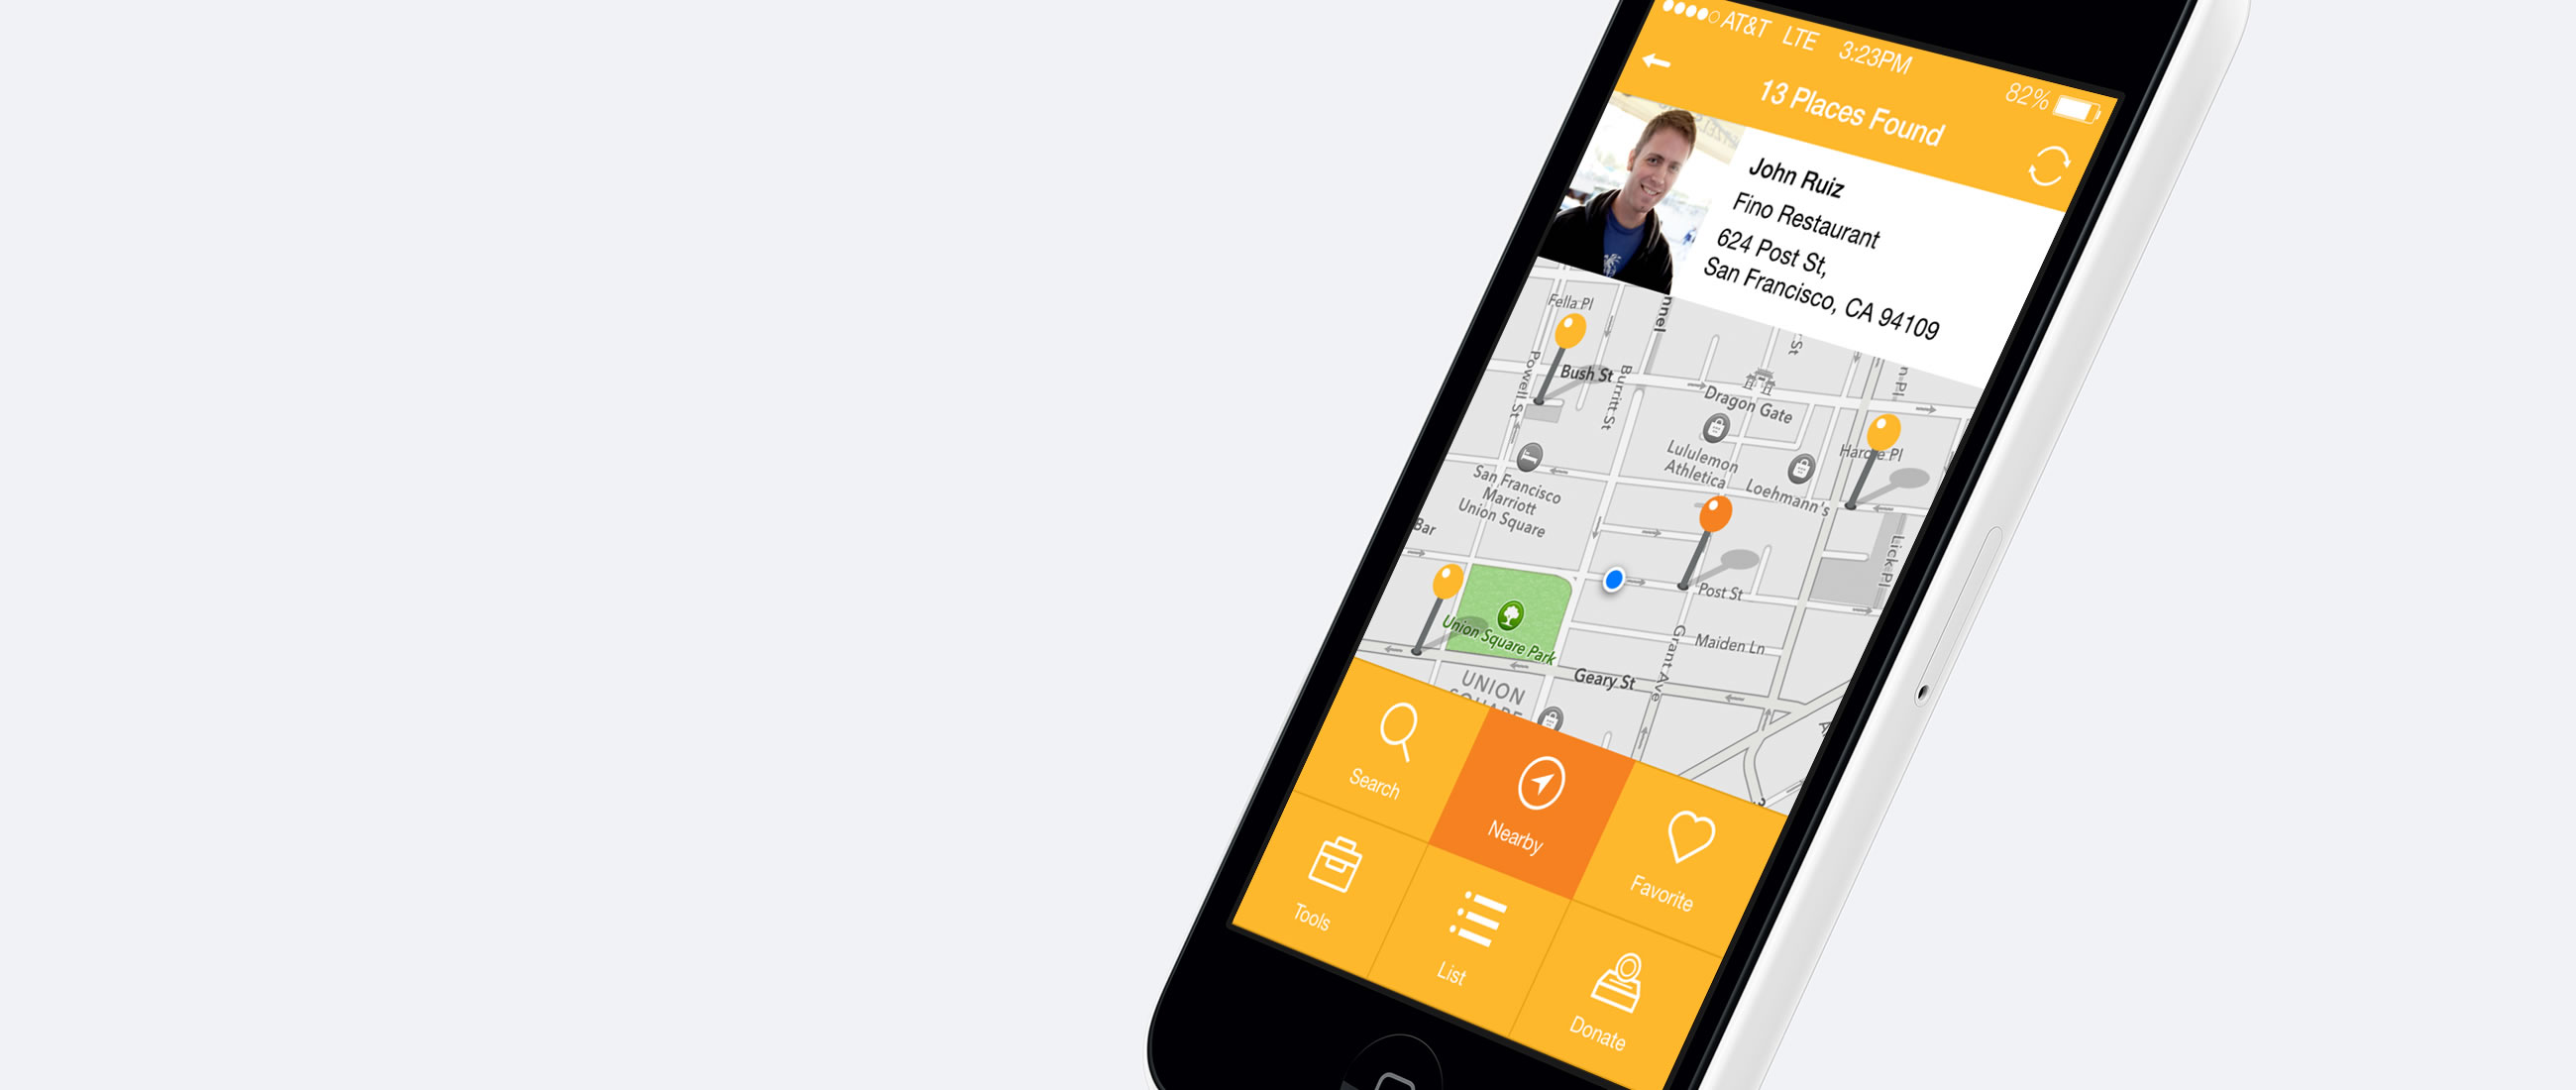 AT&T LTE 3:23PM 82%
13 Places Found
John Ruiz
Fino Restaurant
624 Post St,
San Francisco, CA 94109
Fella Pl
Powell St
Bush St
Burritt St
St
n Pl
Dragon Gate
Lululemon
Athletica
Loehmann's
Hardie Pl
San Francisco
Marriott
Union Square
Bar
Lick Pl
Post St
Union Square Park
Maiden Ln
Grant Ave
Geary St
UNION
SQUARE
Search
Nearby
Favorite
Tools
List
Donate